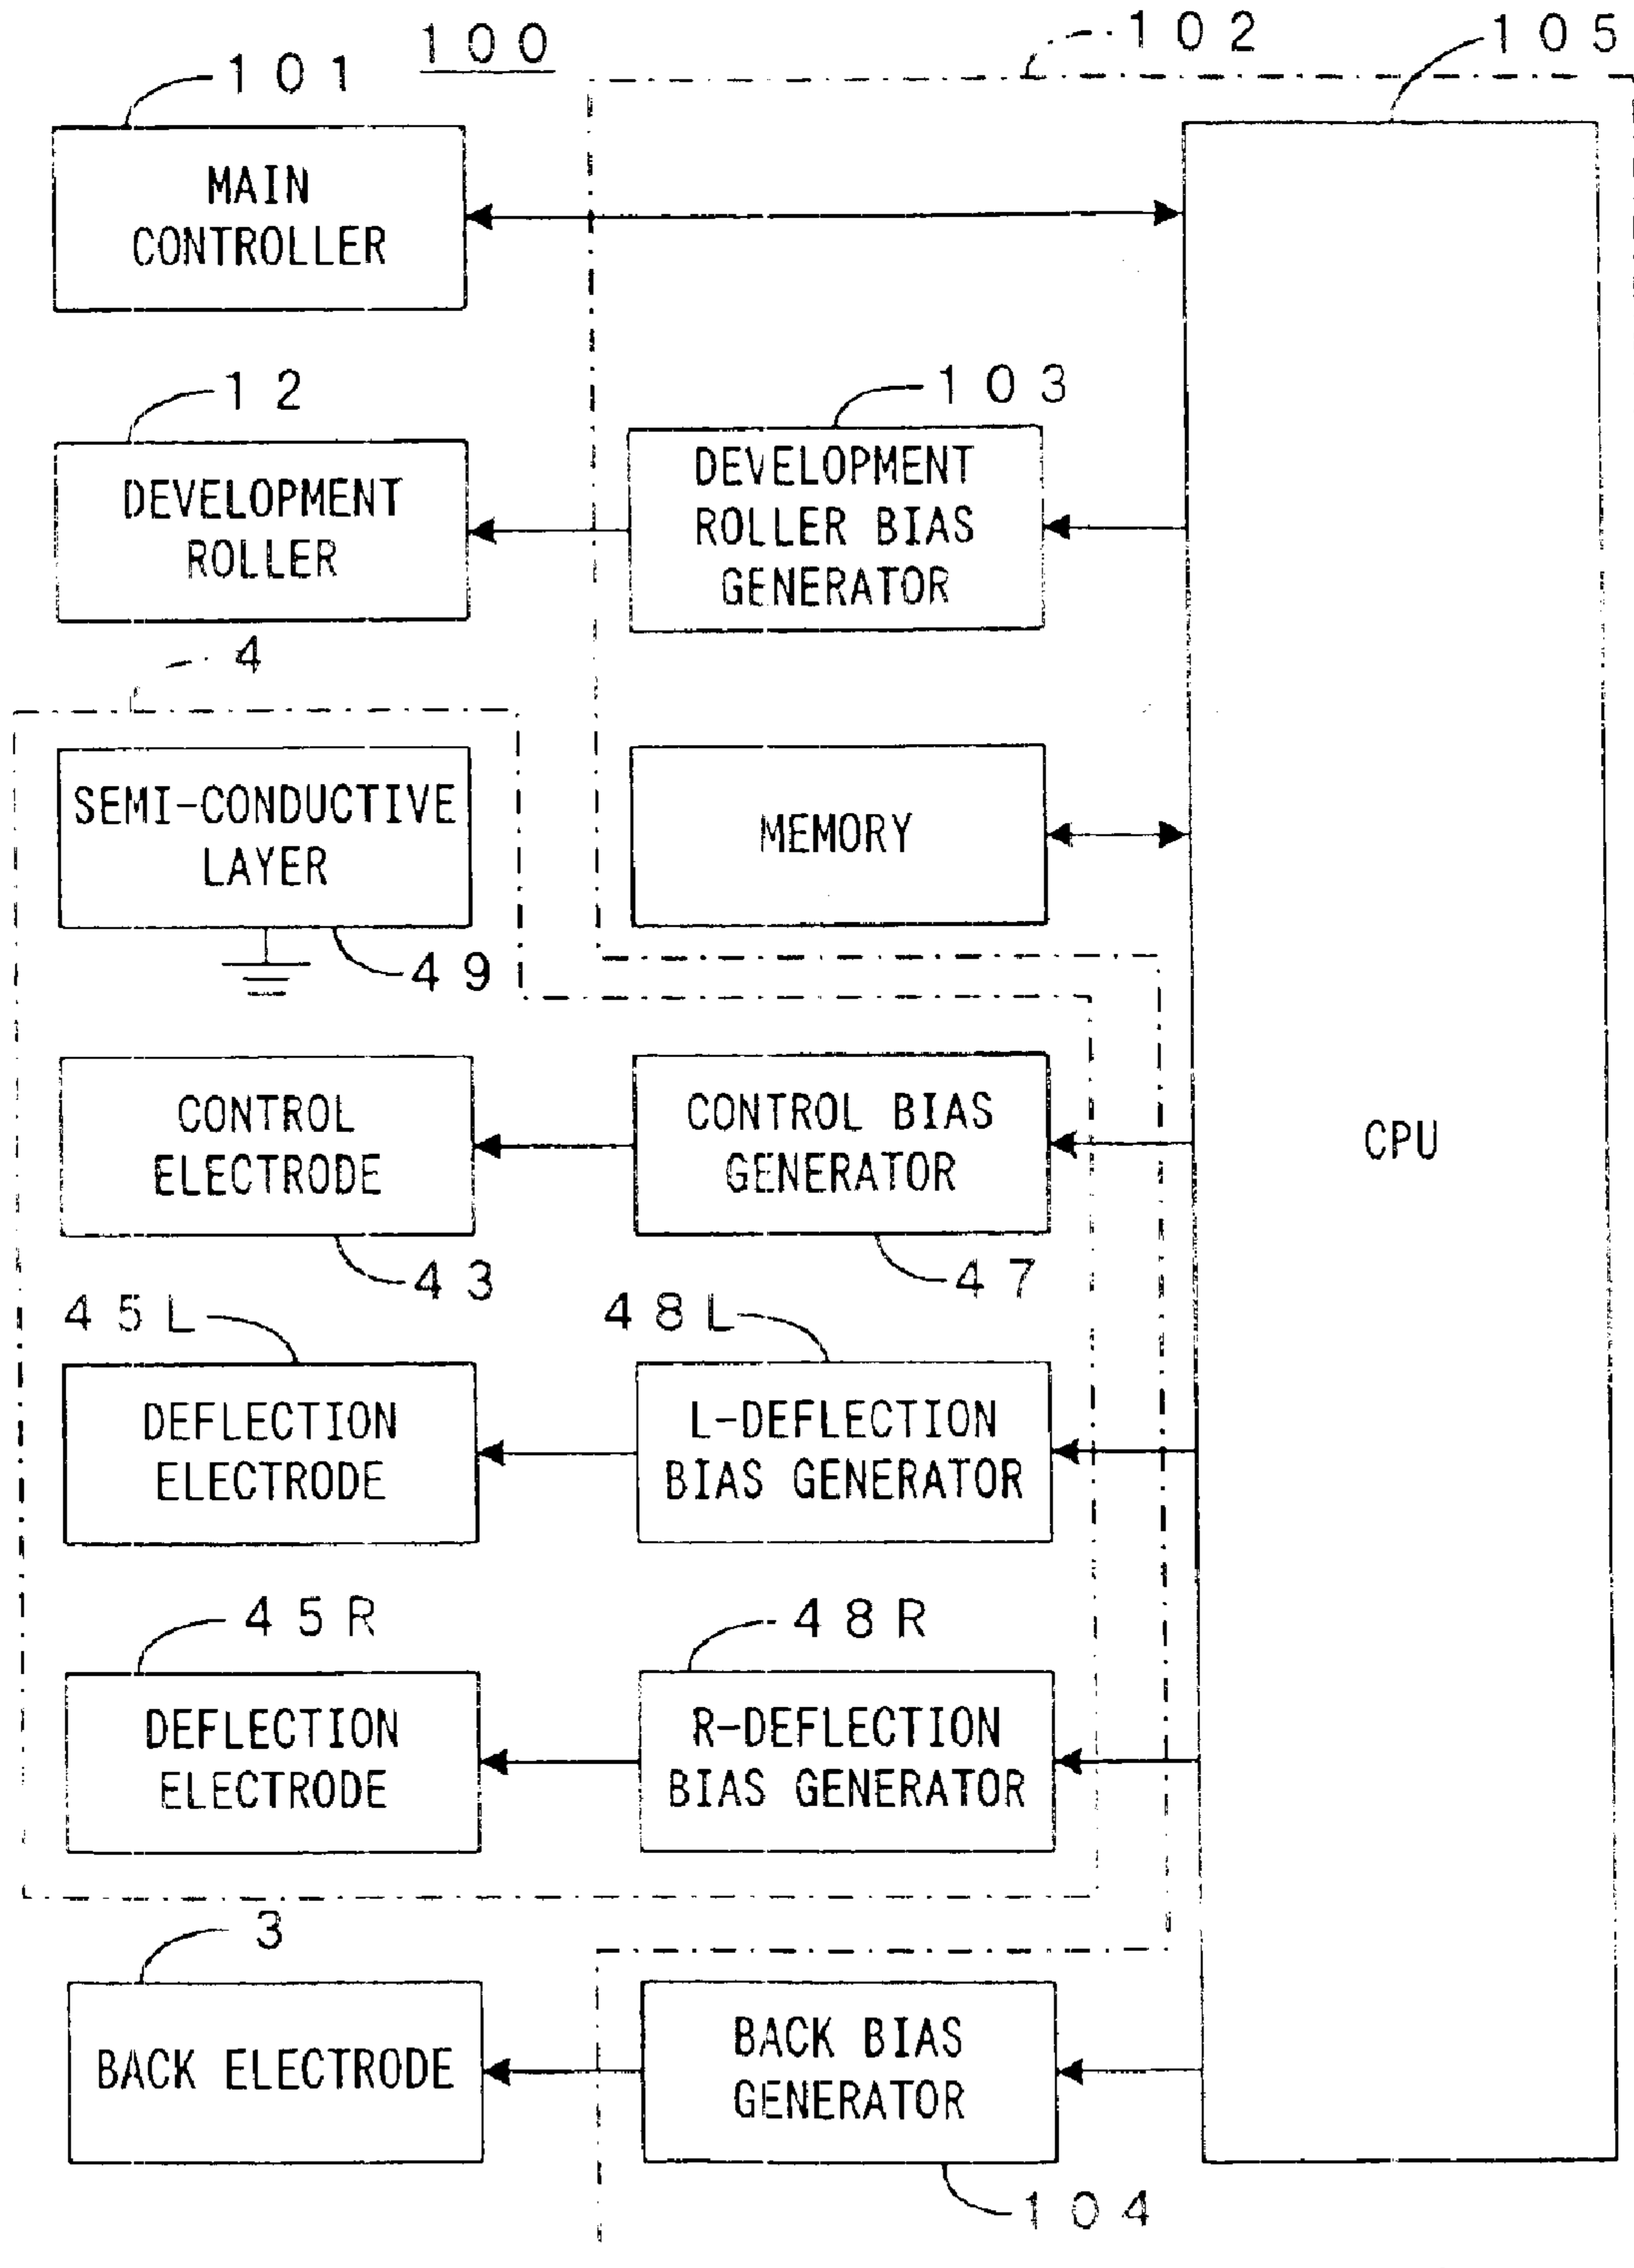 100
102
105
101
MAIN
CONTROLLER
12
103
DEVELOPMENT
ROLLER
DEVELOPMENT
ROLLER BIAS
GENERATOR
4
SEMI-CONDUCTIVE
LAYER
49
MEMORY
CONTROL
ELECTRODE
43
CONTROL BIAS
GENERATOR
47
CPU
45L
48L
DEFLECTION
ELECTRODE
L-DEFLECTION
BIAS GENERATOR
45R
48R
DEFLECTION
ELECTRODE
R-DEFLECTION
BIAS GENERATOR
3
BACK ELECTRODE
BACK BIAS
GENERATOR
104